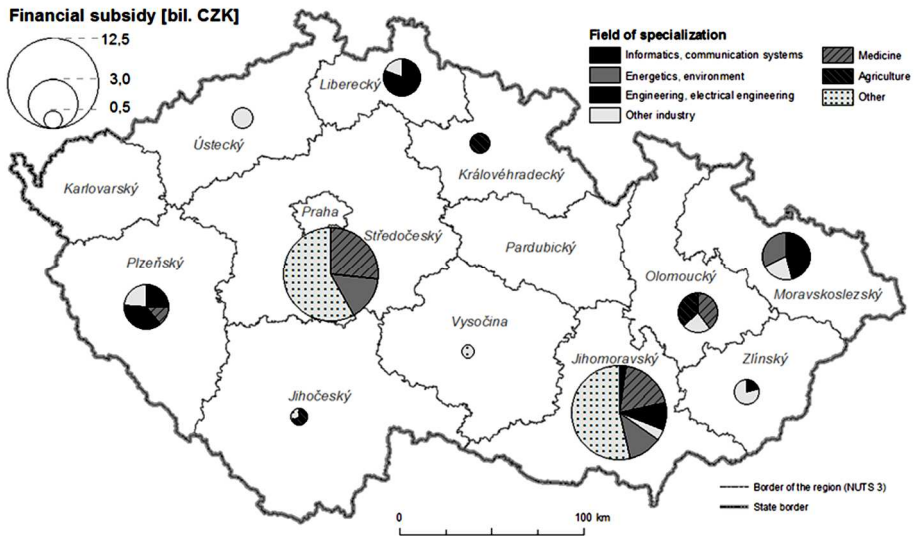 Financial subsidy [bil. CZK]
12.5
3.0
0.5
Field of specialization
Informatics, communication systems
Energetics, environment
Engineering, electrical engineering
Other industry
Medicine
Agriculture
Other
Liberecký
Ústecký
Královéhradecký
Karlovarský
Praha
Středočeský
Pardubický
Plzeňský
Olomoucký
Moravskoslezský
Vysočina
Jihomoravský
Zlínský
Jihočeský
Border of the region (NUTS 3)
State border
0
100 km